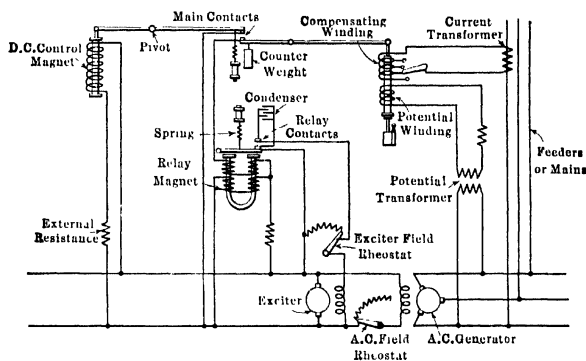 Main Contacts
Compensating
Winding
Current
Transformer
D.C.Control
Magnet
Pivot
Counter
Weight
Condenser
Relay
Contacts
Potential
Winding
Spring
Relay
Magnet
Feeders
or Mains
Potential
Transformer
External
Resistance
Exciter Field
Rheostat
Exciter
A.C.Field
Rheostat
A.C.Generator